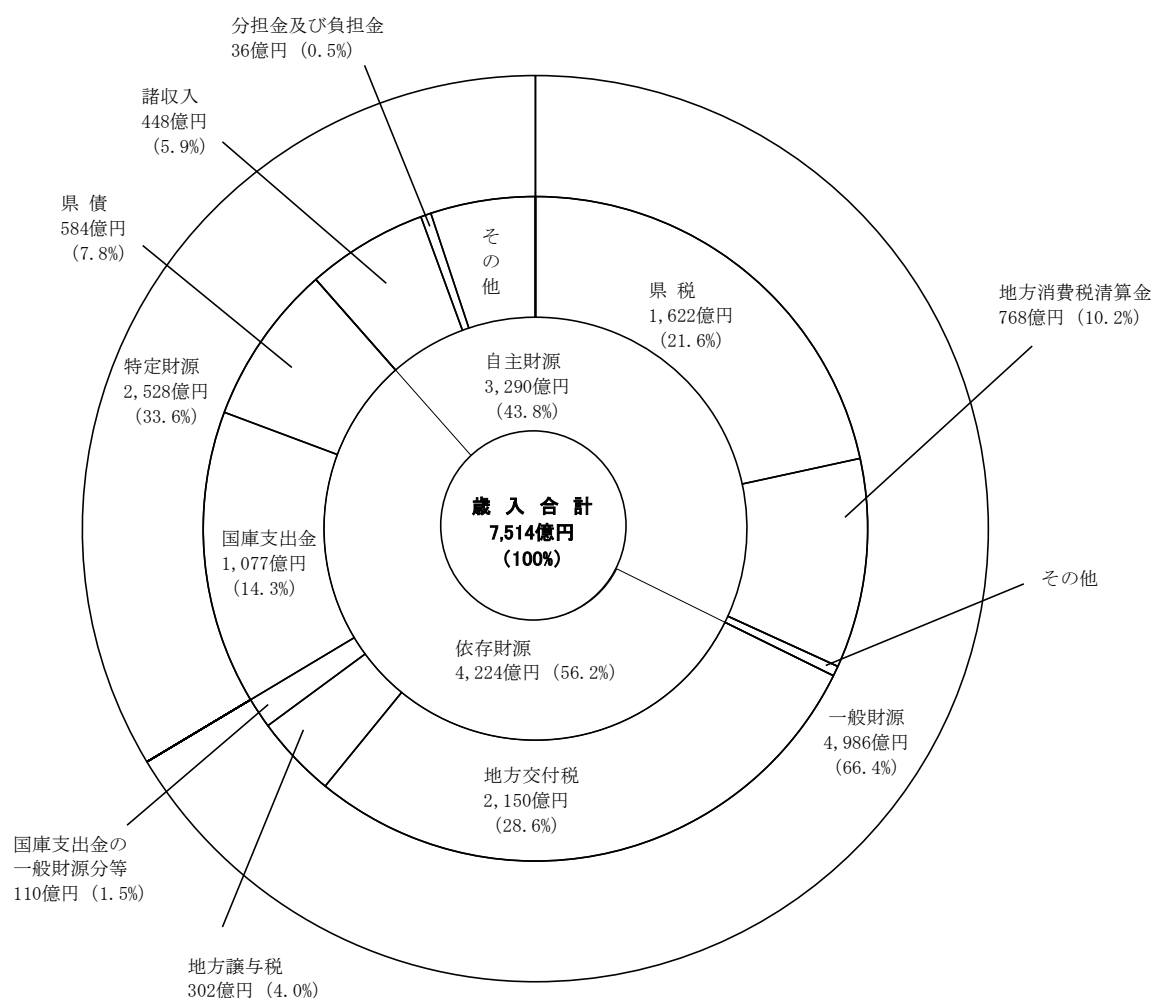 分担金及び負担金
36億円 (0.5%)
諸収入
448億円
(5.9%)
県 債
584億円
(7.8%)
その他
県 税
1,622億円
(21.6%)
地方消費税清算金
768億円 (10.2%)
特定財源
2,528億円
(33.6%)
自主財源
3,290億円
(43.8%)
歳 入 合 計
7,514億円
(100%)
国庫支出金
1,077億円
(14.3%)
その他
依存財源
4,224億円 (56.2%)
一般財源
4,986億円
(66.4%)
地方交付税
2,150億円
(28.6%)
国庫支出金の
一般財源分等
110億円 (1.5%)
地方譲与税
302億円 (4.0%)